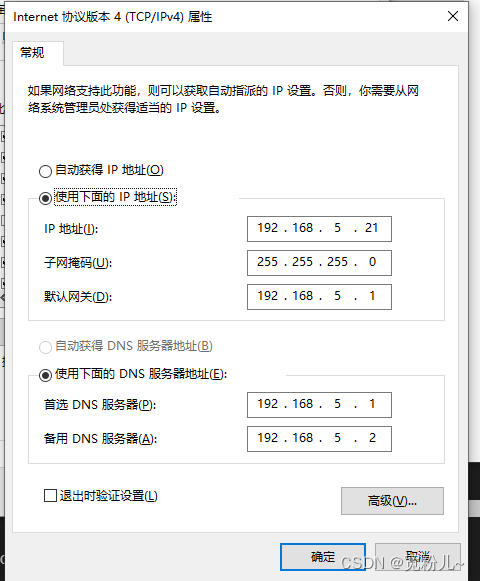 Internet 协议版本 4 (TCP/IPv4) 属性
常规
如果网络支持此功能，则可以获取自动指派的 IP 设置。否则，你需要从网
络系统管理员处获得适当的 IP 设置。
自动获得 IP 地址(O)
使用下面的 IP 地址(S):
IP 地址(I): 192 . 168 . 5 . 21
子网掩码(U): 255 . 255 . 255 . 0
默认网关(D): 192 . 168 . 5 . 1
自动获得 DNS 服务器地址(B)
使用下面的 DNS 服务器地址(E):
首选 DNS 服务器(P): 192 . 168 . 5 . 1
备用 DNS 服务器(A): 192 . 168 . 5 . 2
退出时验证设置(L)
高级(V)...
确定 取消
CSDN @宽粉儿~